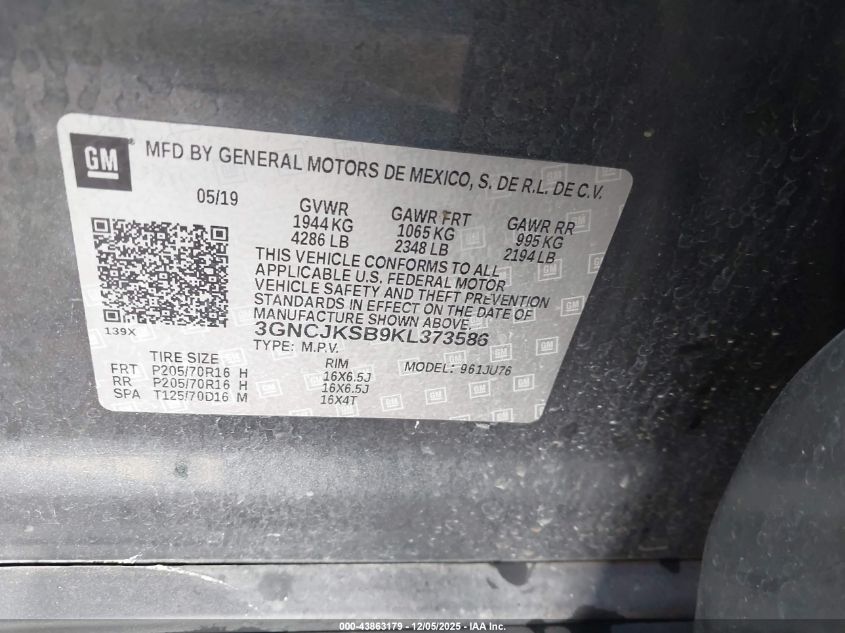 GM MFD BY GENERAL MOTORS DE MEXICO, S. DE R.L. DE C.V.
05/19
GVWR GAWR FRT GAWR RR
1944 KG 1065 KG 995 KG
4286 LB 2348 LB 2194 LB
THIS VEHICLE CONFORMS TO ALL
APPLICABLE U.S. FEDERAL MOTOR
VEHICLE SAFETY AND THEFT PREVENTION
STANDARDS IN EFFECT ON THE DATE OF
MANUFACTURE SHOWN ABOVE.
139X
3GNCJKSB9KL373586
TYPE: M.P.V. MODEL: 961JU76
TIRE SIZE RIM
FRT P205/70R16 H 16X6.5J
RR P205/70R16 H 16X6.5J
SPA T125/70D16 M 16X4T
000-43863179 - 12/05/2025 - IAA Inc.